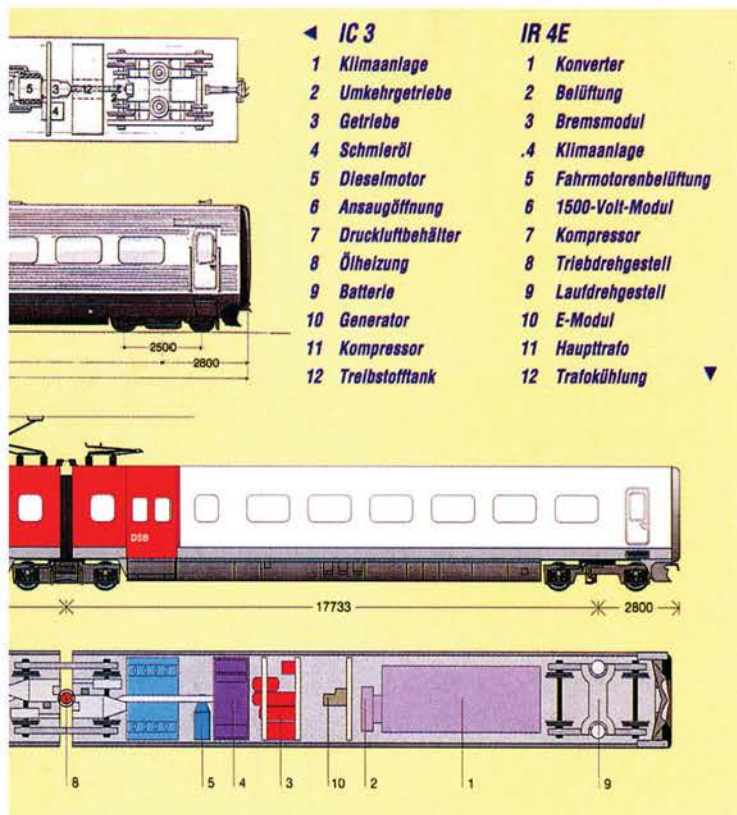 IC 3
1 Klimaanlage
2 Umkehrgetriebe
3 Getriebe
4 Schmieröl
5 Dieselmotor
6 Ansaugöffnung
7 Druckluftbehälter
8 Ölheizung
9 Batterie
10 Generator
11 Kompressor
12 Treibstofftank
IR 4E
1 Konverter
2 Belüftung
3 Bremsmodul
.4 Klimaanlage
5 Fahrmotorenbelüftung
6 1500-Volt-Modul
7 Kompressor
8 Triebdrehgestell
9 Laufdrehgestell
10 E-Modul
11 Haupttrafo
12 Trafokühlung
5 3 12 2
4
2500
2800
DSB
17733 2800
8 5 4 3 10 2 1 9